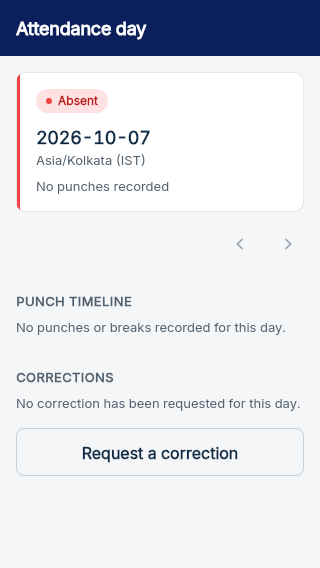 Attendance day
Absent
2026-10-07
Asia/Kolkata (IST)
No punches recorded
PUNCH TIMELINE
No punches or breaks recorded for this day.
CORRECTIONS
No correction has been requested for this day.
Request a correction